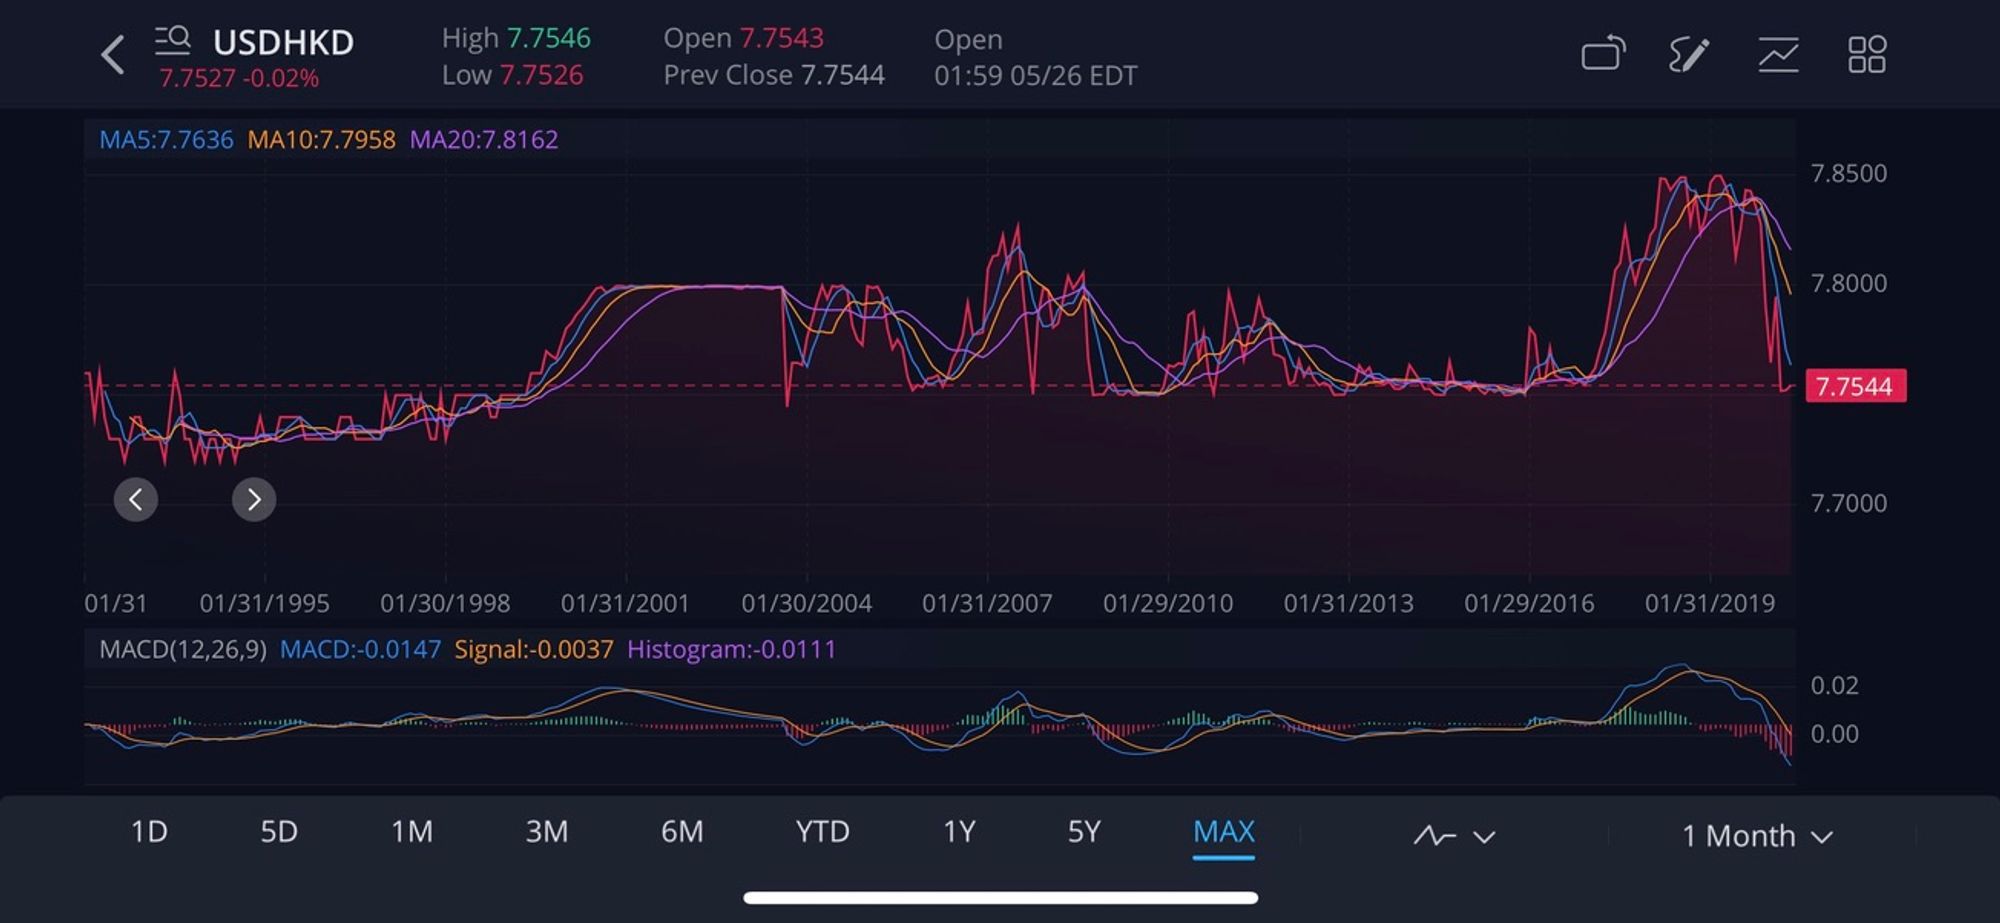 USDHKD
7.7527 -0.02%
High 7.7546
Low 7.7526
Open 7.7543
Prev Close 7.7544
Open
01:59 05/26 EDT
MA5:7.7636 MA10:7.7958 MA20:7.8162
7.8500
7.8000
7.7544
7.7000
01/31 01/31/1995 01/30/1998 01/31/2001 01/30/2004 01/31/2007 01/29/2010 01/31/2013 01/29/2016 01/31/2019
MACD(12,26,9) MACD:-0.0147 Signal:-0.0037 Histogram:-0.0111
0.02
0.00
1D 5D 1M 3M 6M YTD 1Y 5Y MAX 1 Month